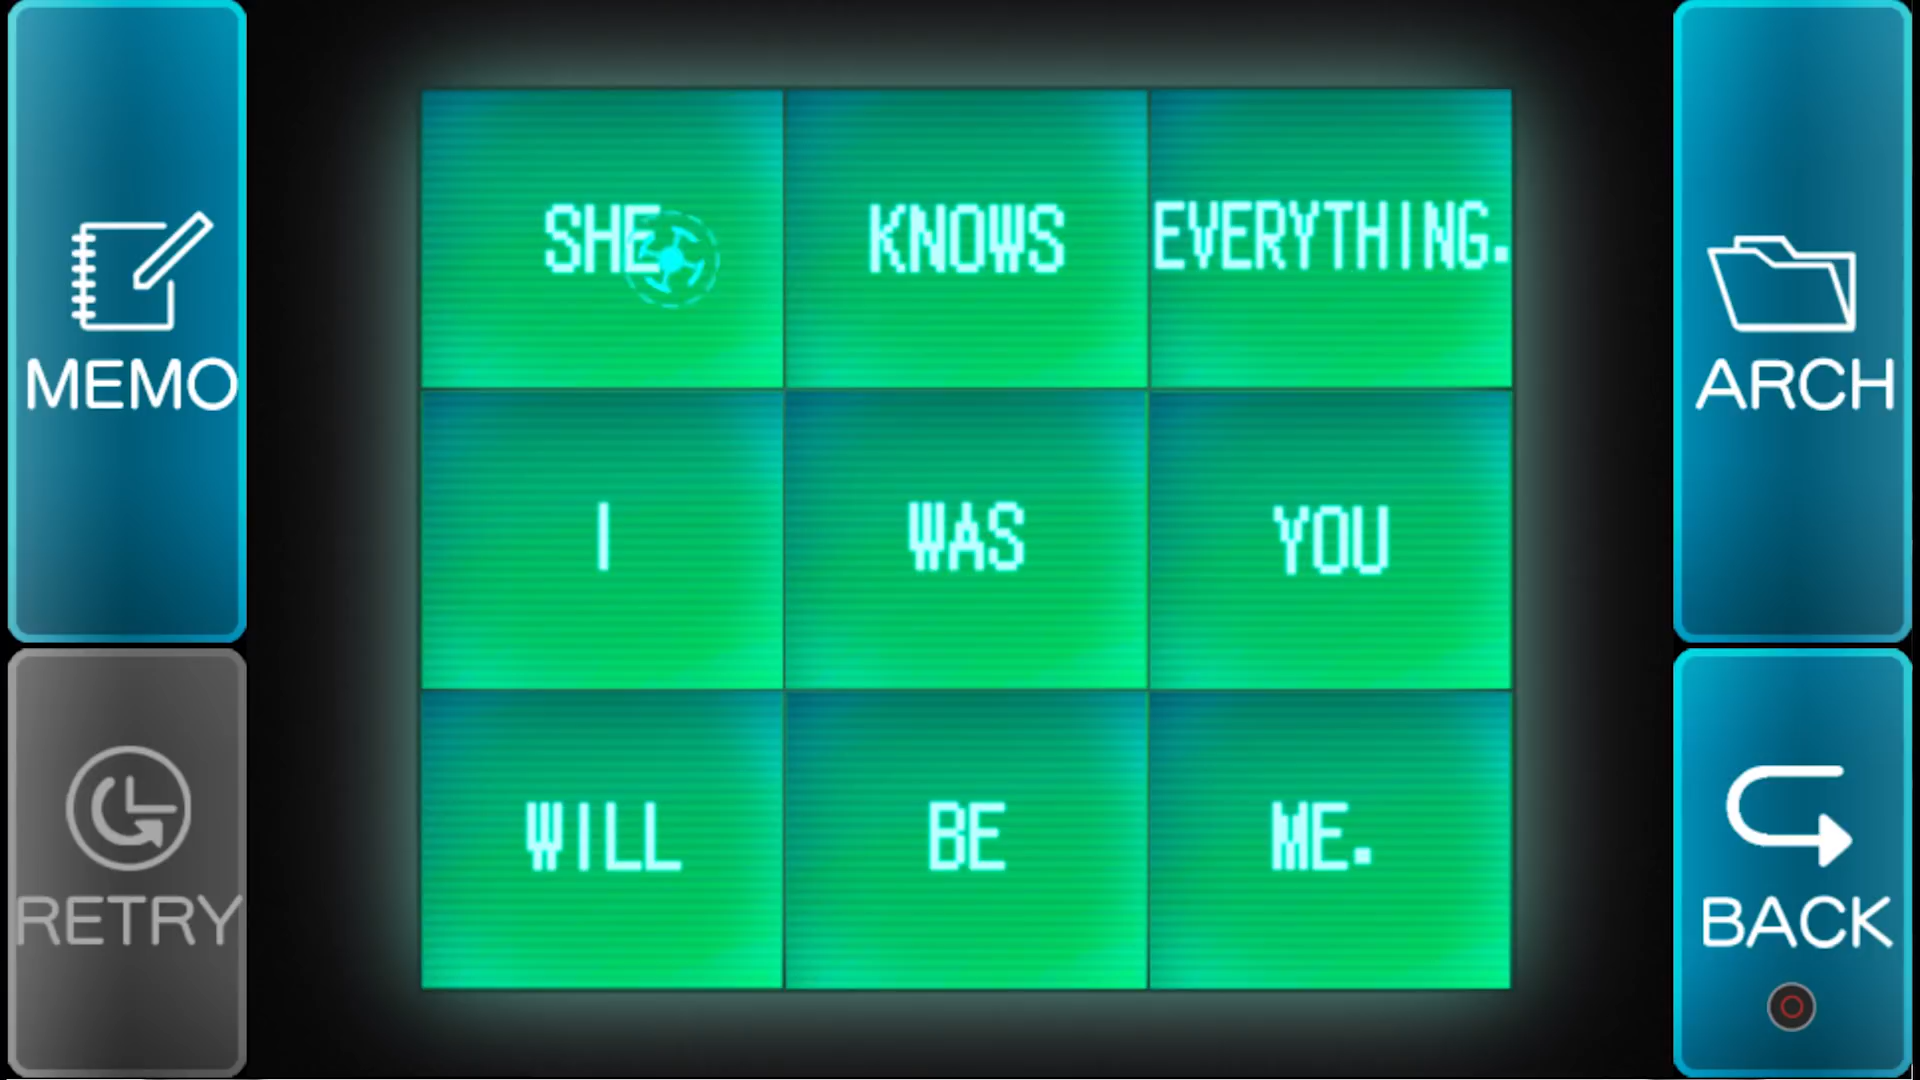 MEMO
RETRY
SHE KNOWS EVERYTHING.
I WAS YOU
WILL BE ME.
ARCH
BACK